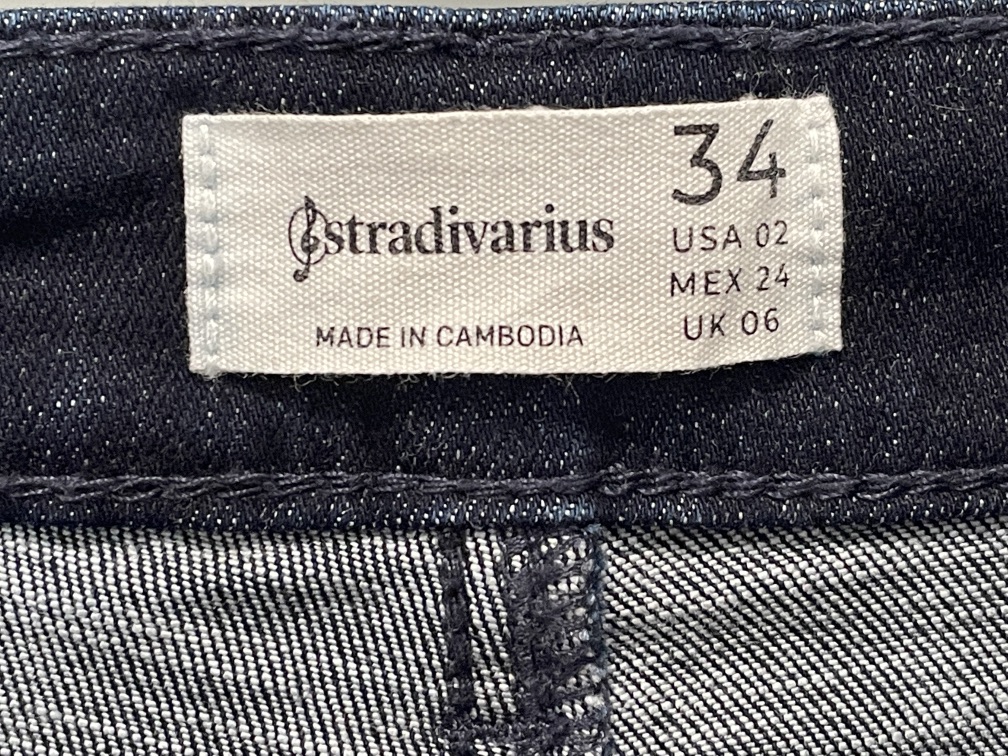 34
stradivarius
USA 02
MEX 24
UK 06
MADE IN CAMBODIA